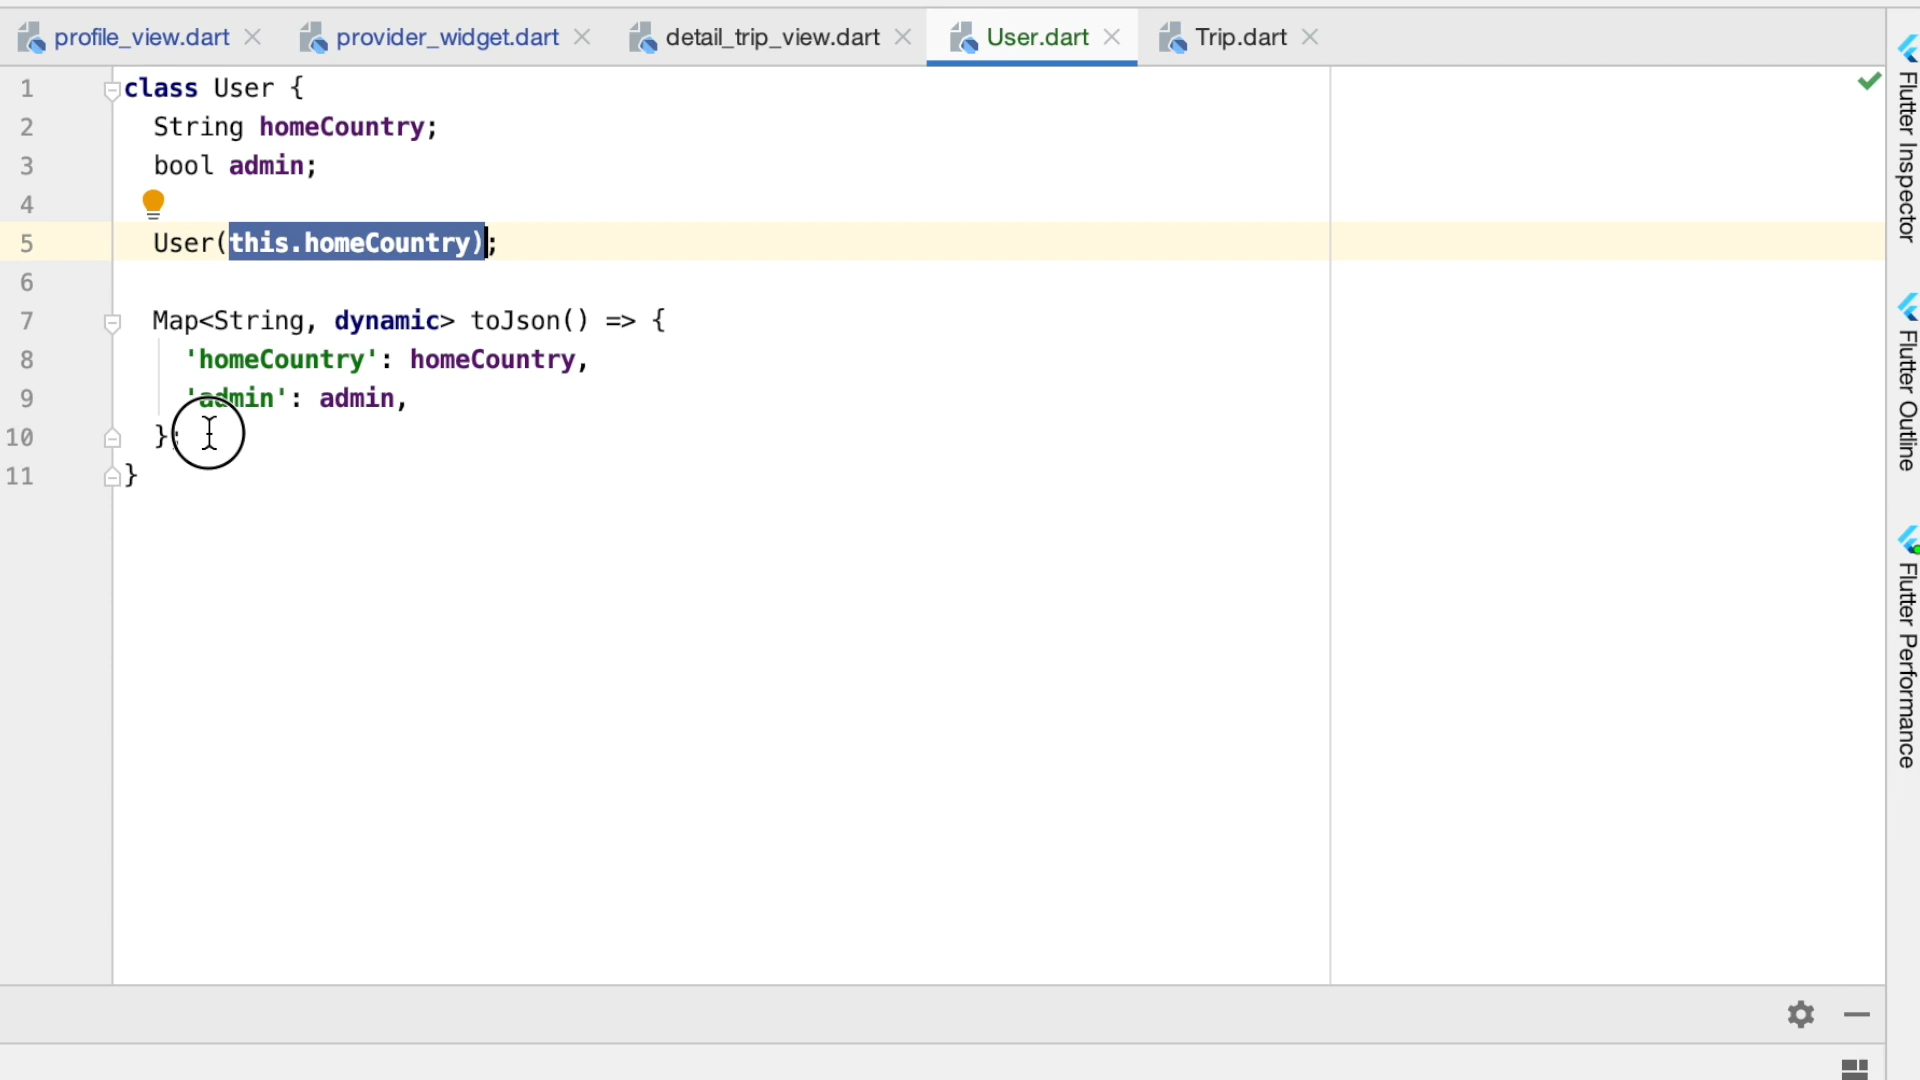 profile_view.dart provider_widget.dart detail_trip_view.dart User.dart Trip.dart
1 class User {
2 String homeCountry;
3 bool admin;
4
5 User(this.homeCountry);
6
7 Map<String, dynamic> toJson() => {
8 'homeCountry': homeCountry,
9 'admin': admin,
10 };
11 }
Flutter Inspector
Flutter Outline
Flutter Performance